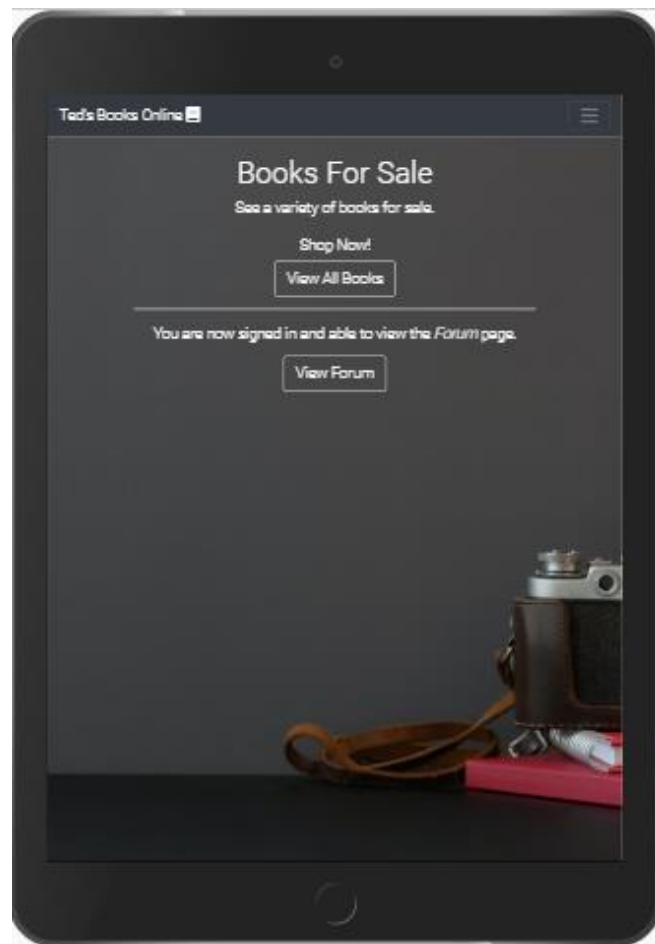 Ted's Books Online
Books For Sale
See a variety of books for sale.
Shop Now!
View All Books
You are now signed in and able to view the Forum page.
View Forum